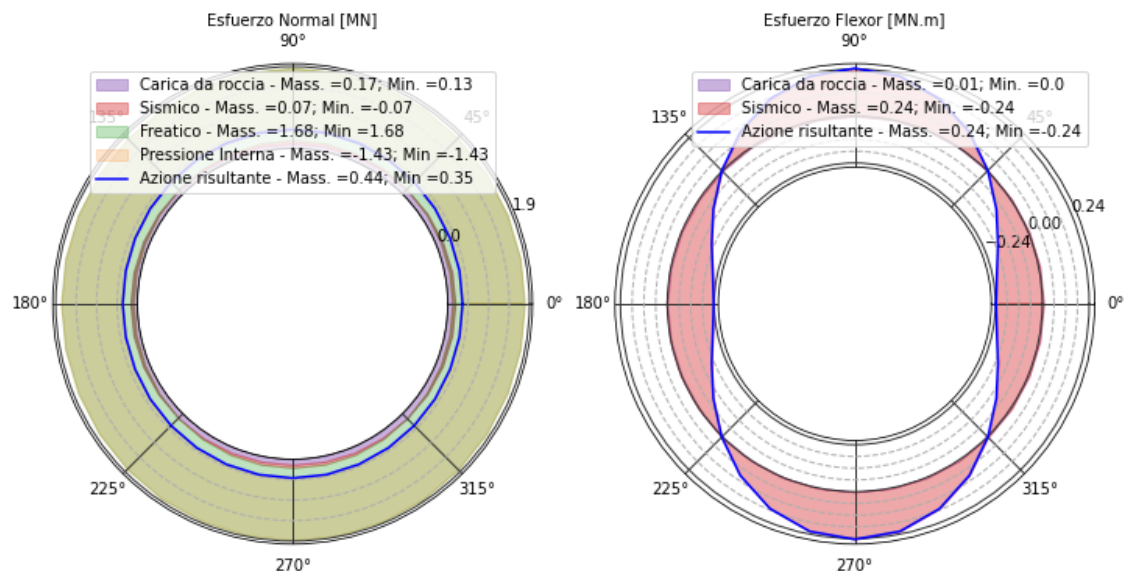 Esfuerzo Normal [MN]
90°
Carica da roccia - Mass. =0.17; Min. =0.13
Sismico - Mass. =0.07; Min. =-0.07
Freatico - Mass. =1.68; Min =1.68
Pressione Interna - Mass. =-1.43; Min =-1.43
Azione risultante - Mass. =0.44; Min =0.35
135°
45°
1.9
0.0
180°
0°
225°
315°
270°
Esfuerzo Flexor [MN.m]
90°
Carica da roccia - Mass. =0.01; Min. =0.0
Sismico - Mass. =0.24; Min. =-0.24
Azione risultante - Mass. =0.24; Min =-0.24
135°
45°
0.24
0.00
−0.24
180°
0°
225°
315°
270°